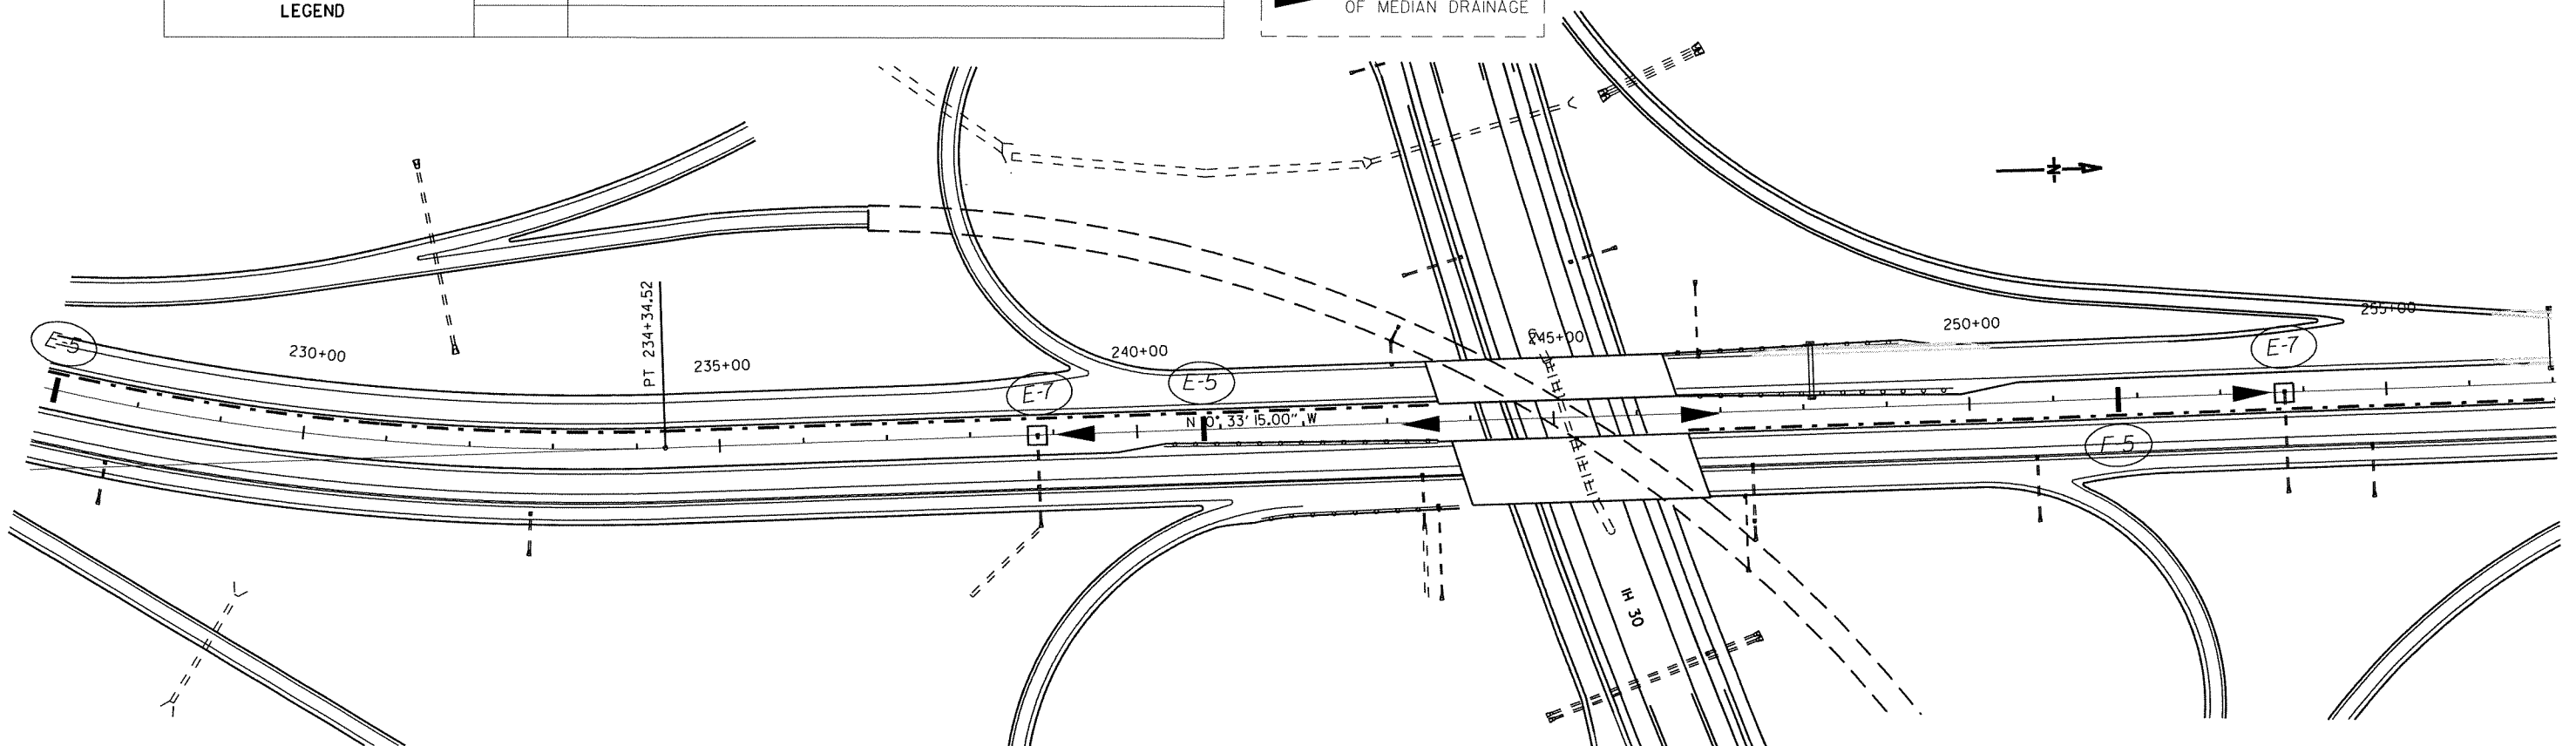 LEGEND
OF MEDIAN DRAINAGE
N
E-5
230+00
PT 234+34.52
235+00
240+00
E-7
E-5
N 0° 33' 15.00" W
245+00
250+00
255+00
E-7
E-5
IH 30